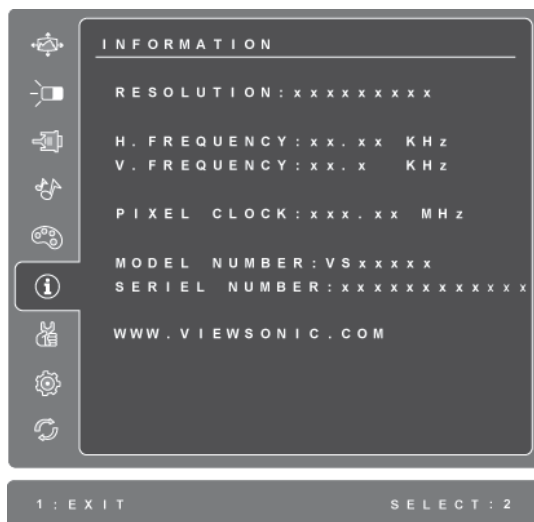 INFORMATION
RESOLUTION:xxxxxxxxx
H. FREQUENCY:xx.xx KHz
V. FREQUENCY:xx.x KHz
PIXEL CLOCK:xxx.xx MHz
MODEL NUMBER:VSxxxxx
SERIEL NUMBER:xxxxxxxxxxxx
WWW.VIEWSONIC.COM
1:EXIT SELECT:2